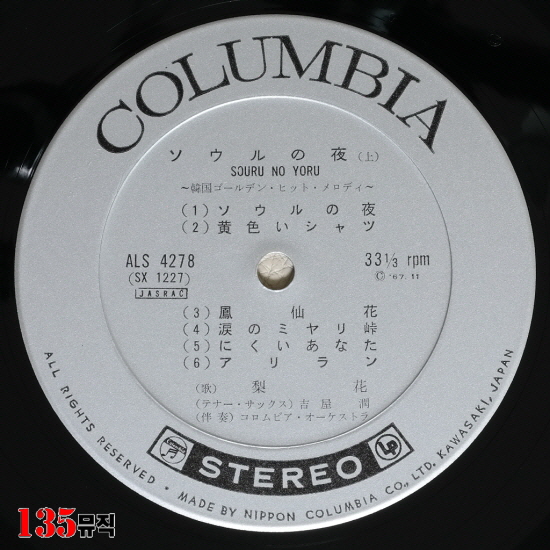 COLUMBIA
ソウルの夜(上)
SOURU NO YORU
~韓国ゴールデン・ヒット・メロディ~
(1)ソウルの夜
(2)黄色いシャツ
ALS 4278
(SX 1227)
JASRAC
33 1/3 rpm
© '67.11
(3)鳳仙花
(4)涙のミヤリ峠
(5)にくいあなた
(6)アリラン
(歌)梨花
(テナー・サックス)吉屋潤
(伴奏)コロムビア・オーケストラ
STEREO
LP
ALL RIGHTS RESERVED • MADE BY NIPPON COLUMBIA CO., LTD. KAWASAKI, JAPAN
135뮤직